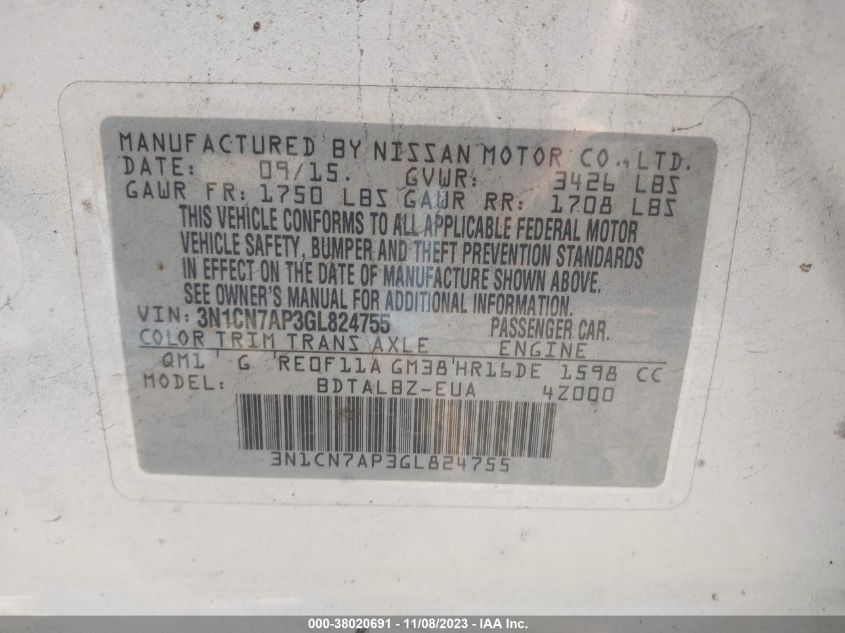 MANUFACTURED BY NISSAN MOTOR CO., LTD.
DATE: 09/15. GVWR: 3426 LBS
GAWR FR: 1750 LBS GAWR RR: 1708 LBS
THIS VEHICLE CONFORMS TO ALL APPLICABLE FEDERAL MOTOR
VEHICLE SAFETY, BUMPER AND THEFT PREVENTION STANDARDS
IN EFFECT ON THE DATE OF MANUFACTURE SHOWN ABOVE.
SEE OWNER'S MANUAL FOR ADDITIONAL INFORMATION.
VIN: 3N1CN7AP3GL824755 PASSENGER CAR.
COLOR TRIM TRANS AXLE ENGINE
QM1 G RE0F11A GM38 HR16DE 1598 CC
MODEL: BDTALBZ-EUA 42000
3N1CN7AP3GL824755
000-38020691 - 11/08/2023 - IAA Inc.